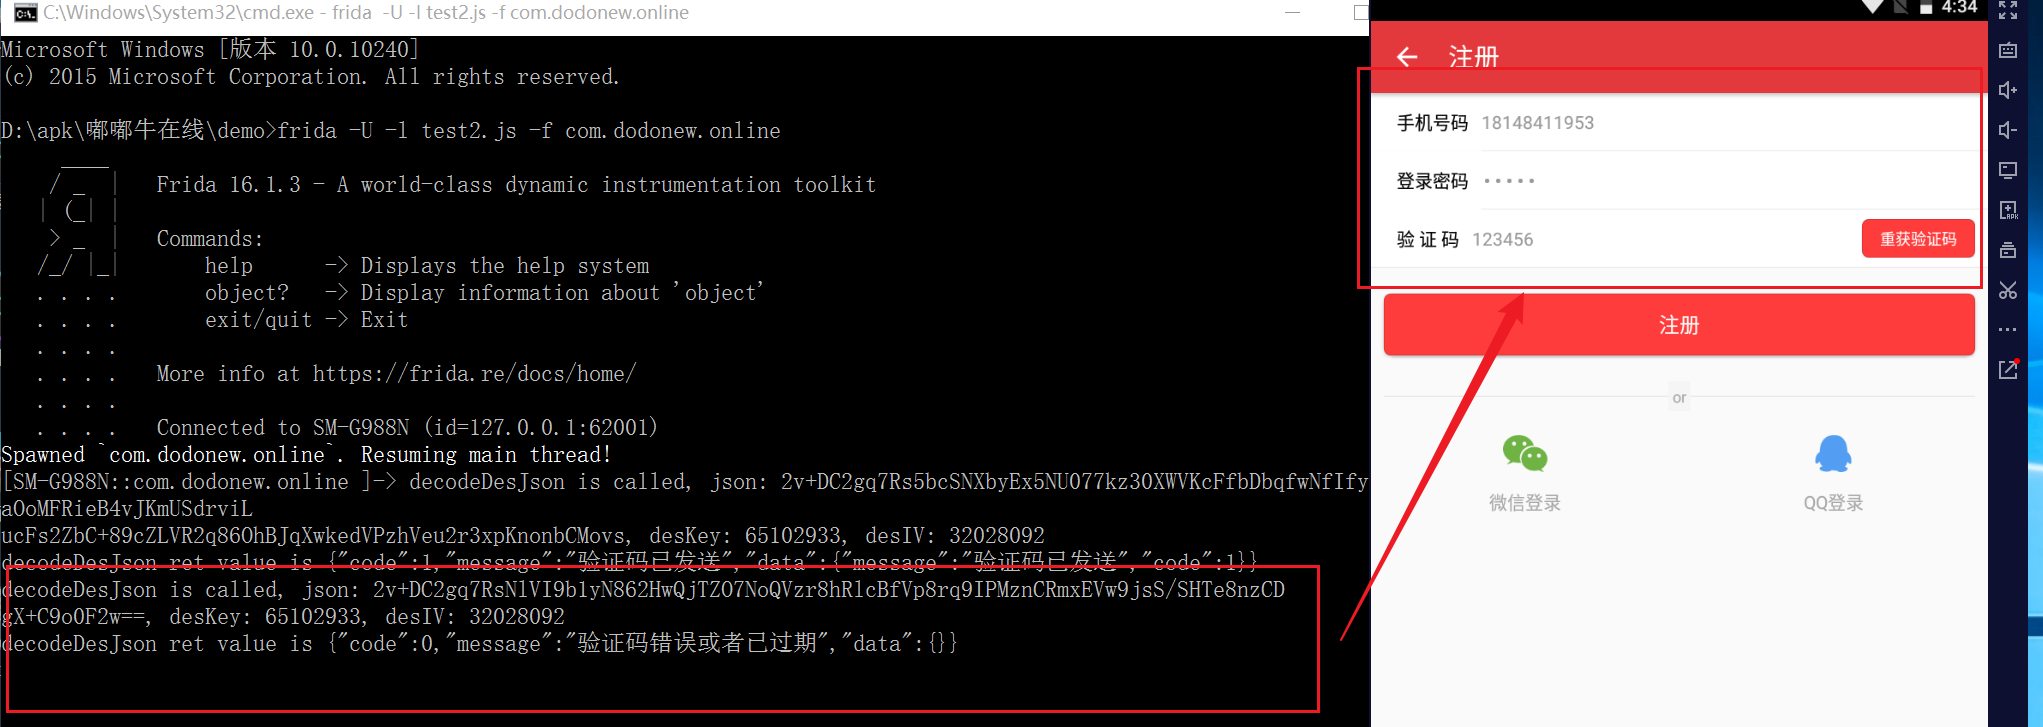 C:\Windows\System32\cmd.exe - frida  -U -l test2.js -f com.dodonew.online
Microsoft Windows [版本 10.0.10240]
(c) 2015 Microsoft Corporation. All rights reserved.
D:\apk\嘟嘟牛在线\demo>frida -U -l test2.js -f com.dodonew.online
Frida 16.1.3 - A world-class dynamic instrumentation toolkit
Commands:
help      -> Displays the help system
object?   -> Display information about 'object'
exit/quit -> Exit
More info at https://frida.re/docs/home/
Connected to SM-G988N (id=127.0.0.1:62001)
Spawned `com.dodonew.online`. Resuming main thread!
[SM-G988N::com.dodonew.online ]-> decodeDesJson is called, json: 2v+DC2gq7Rs5bcSNXbyEx5NU077kz30XWVKcFfbDbqfwNfIfy
aOoMFRieB4vJKmUSdrviL
ucFs2ZbC+89cZLVR2q86OhBJqXwkedVPzhVeu2r3xpKnonbCMovs, desKey: 65102933, desIV: 32028092
decodeDesJson ret value is {"code":1,"message":"验证码已发送","data":{"message":"验证码已发送","code":1}}
decodeDesJson is called, json: 2v+DC2gq7RsNlVI9blyN862HwQjTZO7NoQVzr8hRlcBfVp8rq9IPMznCRmxEVw9jsS/SHTe8nzCD
gX+C9o0F2w==, desKey: 65102933, desIV: 32028092
decodeDesJson ret value is {"code":0,"message":"验证码错误或者已过期","data":{}}
4:34
注册
手机号码 18148411953
登录密码 •••••
验 证 码 123456 重获验证码
注册
or
微信登录 QQ登录
APK